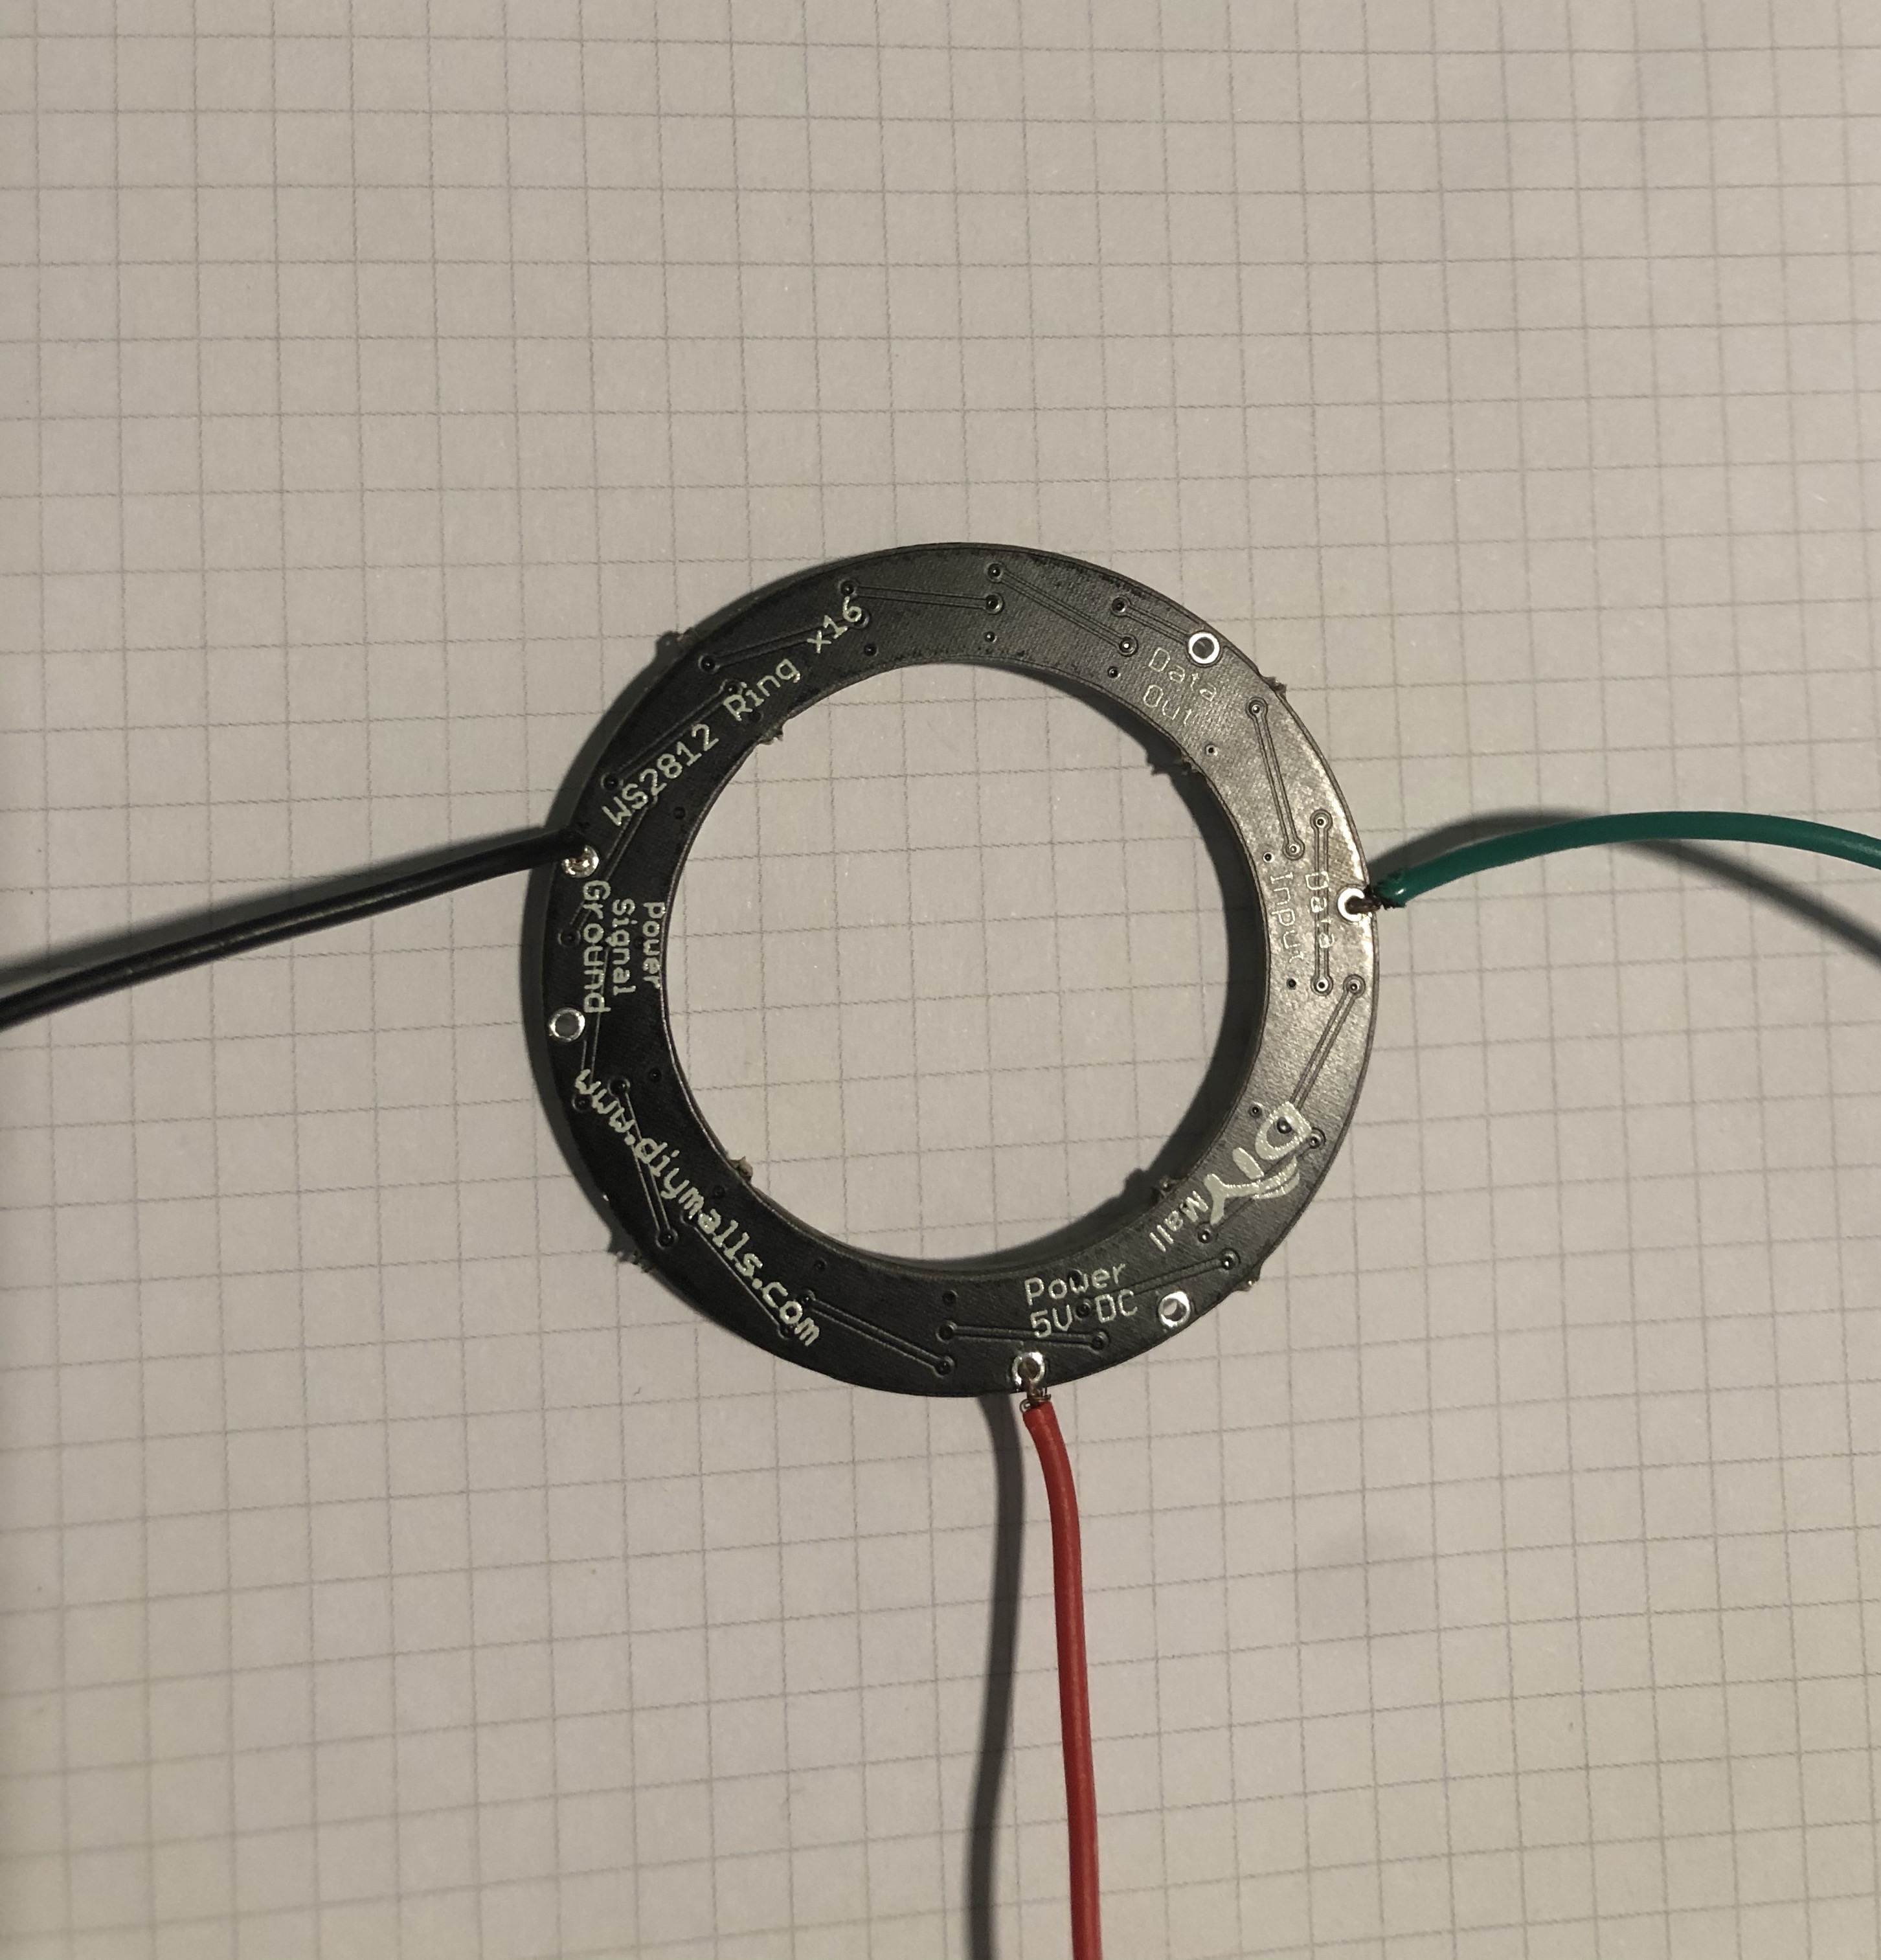 WS2812 Ring x16
Data
Out
Data
Input
Power
Signal
Ground
www.diymalls.com
DIY
Mall
Power
5V DC